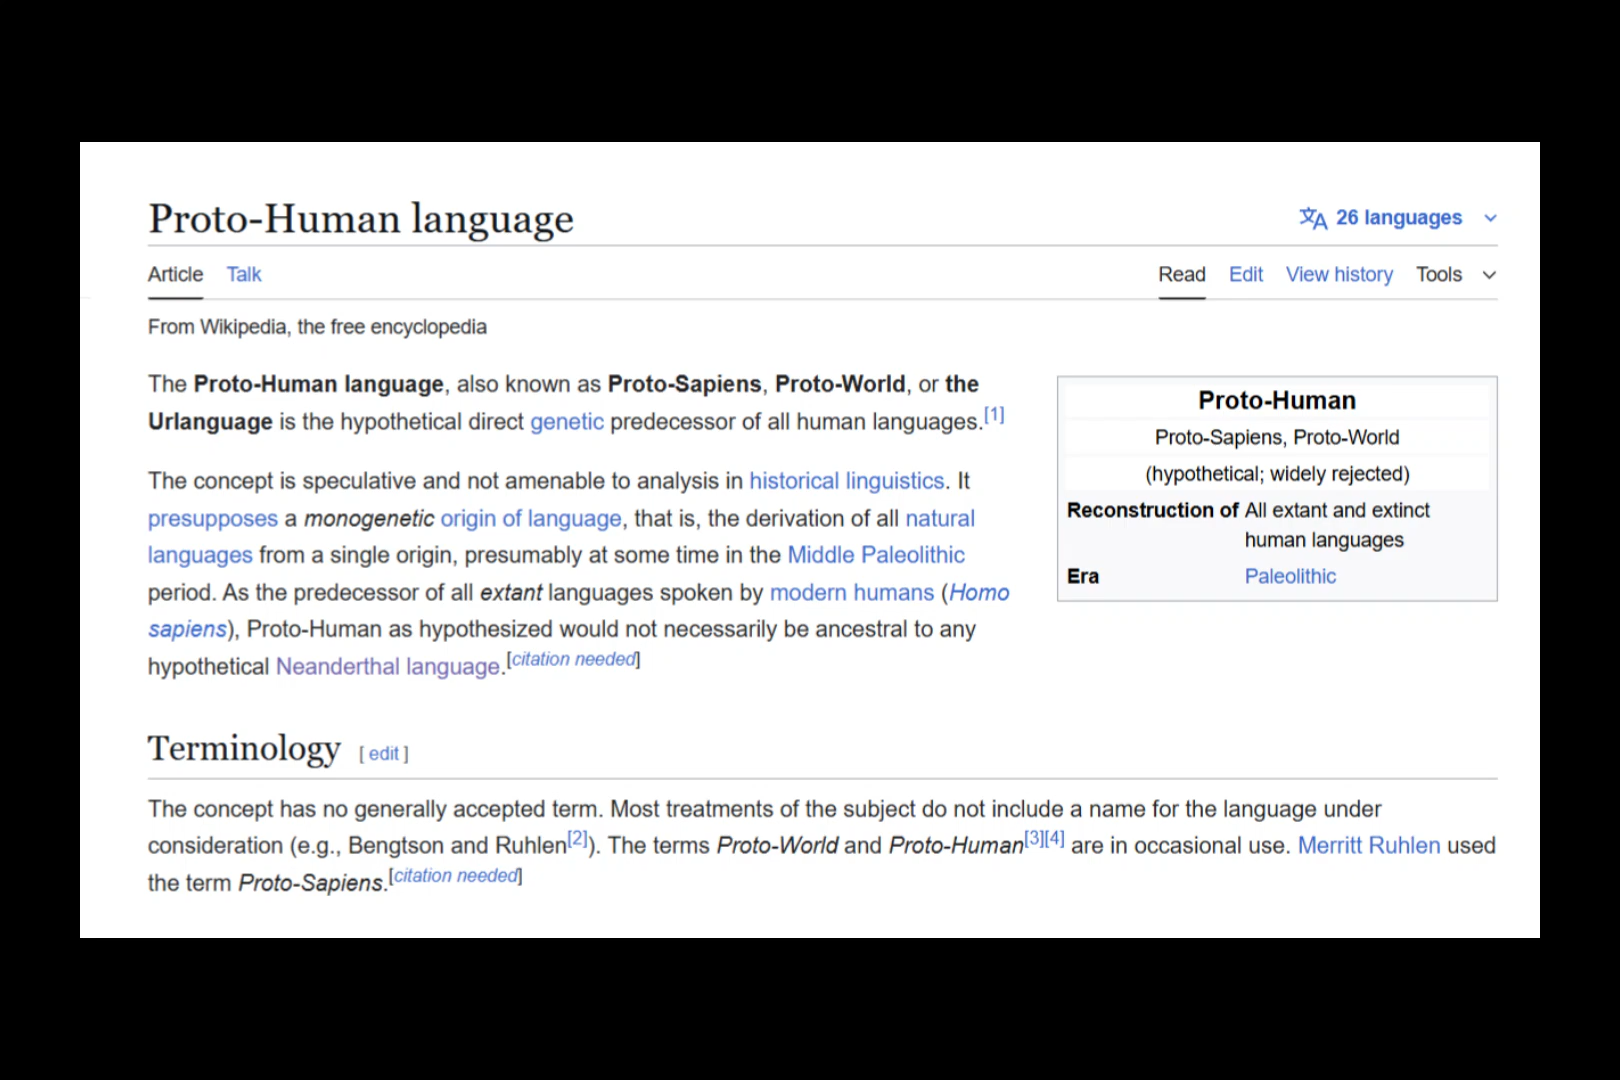 Proto-Human language
26 languages
Article Talk
Read Edit View history Tools
From Wikipedia, the free encyclopedia
The Proto-Human language, also known as Proto-Sapiens, Proto-World, or the
Urlanguage is the hypothetical direct genetic predecessor of all human languages.[1]
The concept is speculative and not amenable to analysis in historical linguistics. It
presupposes a monogenetic origin of language, that is, the derivation of all natural
languages from a single origin, presumably at some time in the Middle Paleolithic
period. As the predecessor of all extant languages spoken by modern humans (Homo
sapiens), Proto-Human as hypothesized would not necessarily be ancestral to any
hypothetical Neanderthal language.[citation needed]
Proto-Human
Proto-Sapiens, Proto-World
(hypothetical; widely rejected)
Reconstruction of All extant and extinct
human languages
Era Paleolithic
Terminology [ edit ]
The concept has no generally accepted term. Most treatments of the subject do not include a name for the language under
consideration (e.g., Bengtson and Ruhlen[2]). The terms Proto-World and Proto-Human[3][4] are in occasional use. Merritt Ruhlen used
the term Proto-Sapiens.[citation needed]